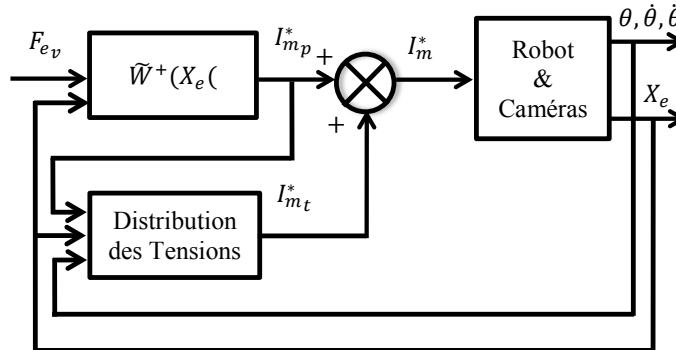 F_{e_v}
W̃⁺(X_e(
I*_{m_p}
+
+
I*_m
Robot
&
Caméras
θ, θ̇, θ̈
X_e
Distribution
des Tensions
I*_{m_t}